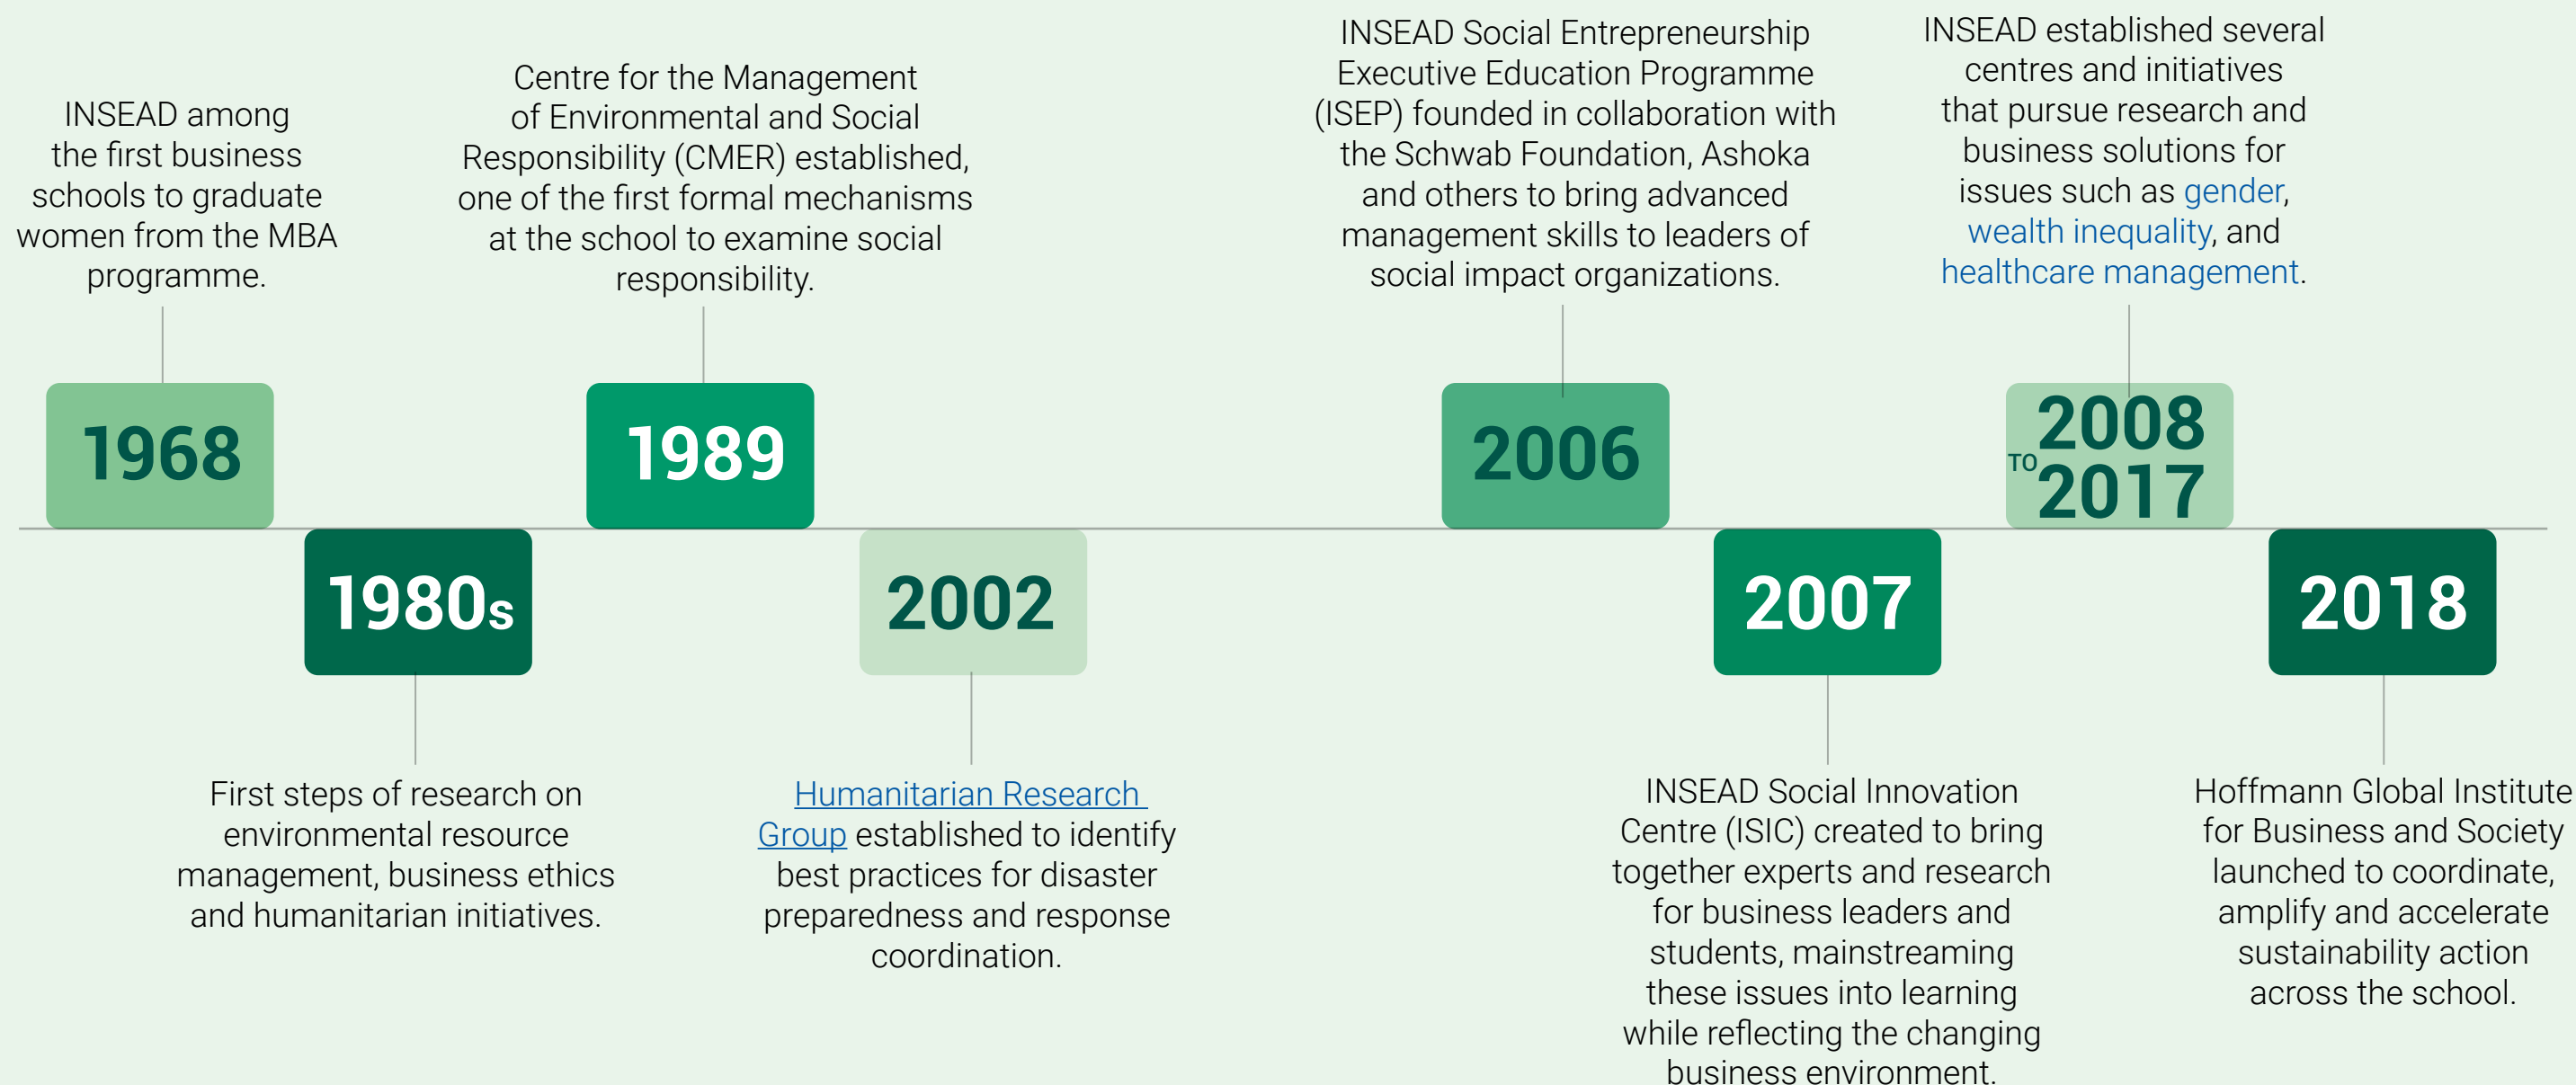 INSEAD among
the first business
schools to graduate
women from the MBA
programme.
1968
1980s
First steps of research on
environmental resource
management, business ethics
and humanitarian initiatives.
Centre for the Management
of Environmental and Social
Responsibility (CMER) established,
one of the first formal mechanisms
at the school to examine social
responsibility.
1989
2002
Humanitarian Research
Group established to identify
best practices for disaster
preparedness and response
coordination.
INSEAD Social Entrepreneurship
Executive Education Programme
(ISEP) founded in collaboration with
the Schwab Foundation, Ashoka
and others to bring advanced
management skills to leaders of
social impact organizations.
2006
2007
INSEAD Social Innovation
Centre (ISIC) created to bring
together experts and research
for business leaders and
students, mainstreaming
these issues into learning
while reflecting the changing
business environment.
INSEAD established several
centres and initiatives
that pursue research and
business solutions for
issues such as gender,
wealth inequality, and
healthcare management.
2008
TO
2017
2018
Hoffmann Global Institute
for Business and Society
launched to coordinate,
amplify and accelerate
sustainability action
across the school.